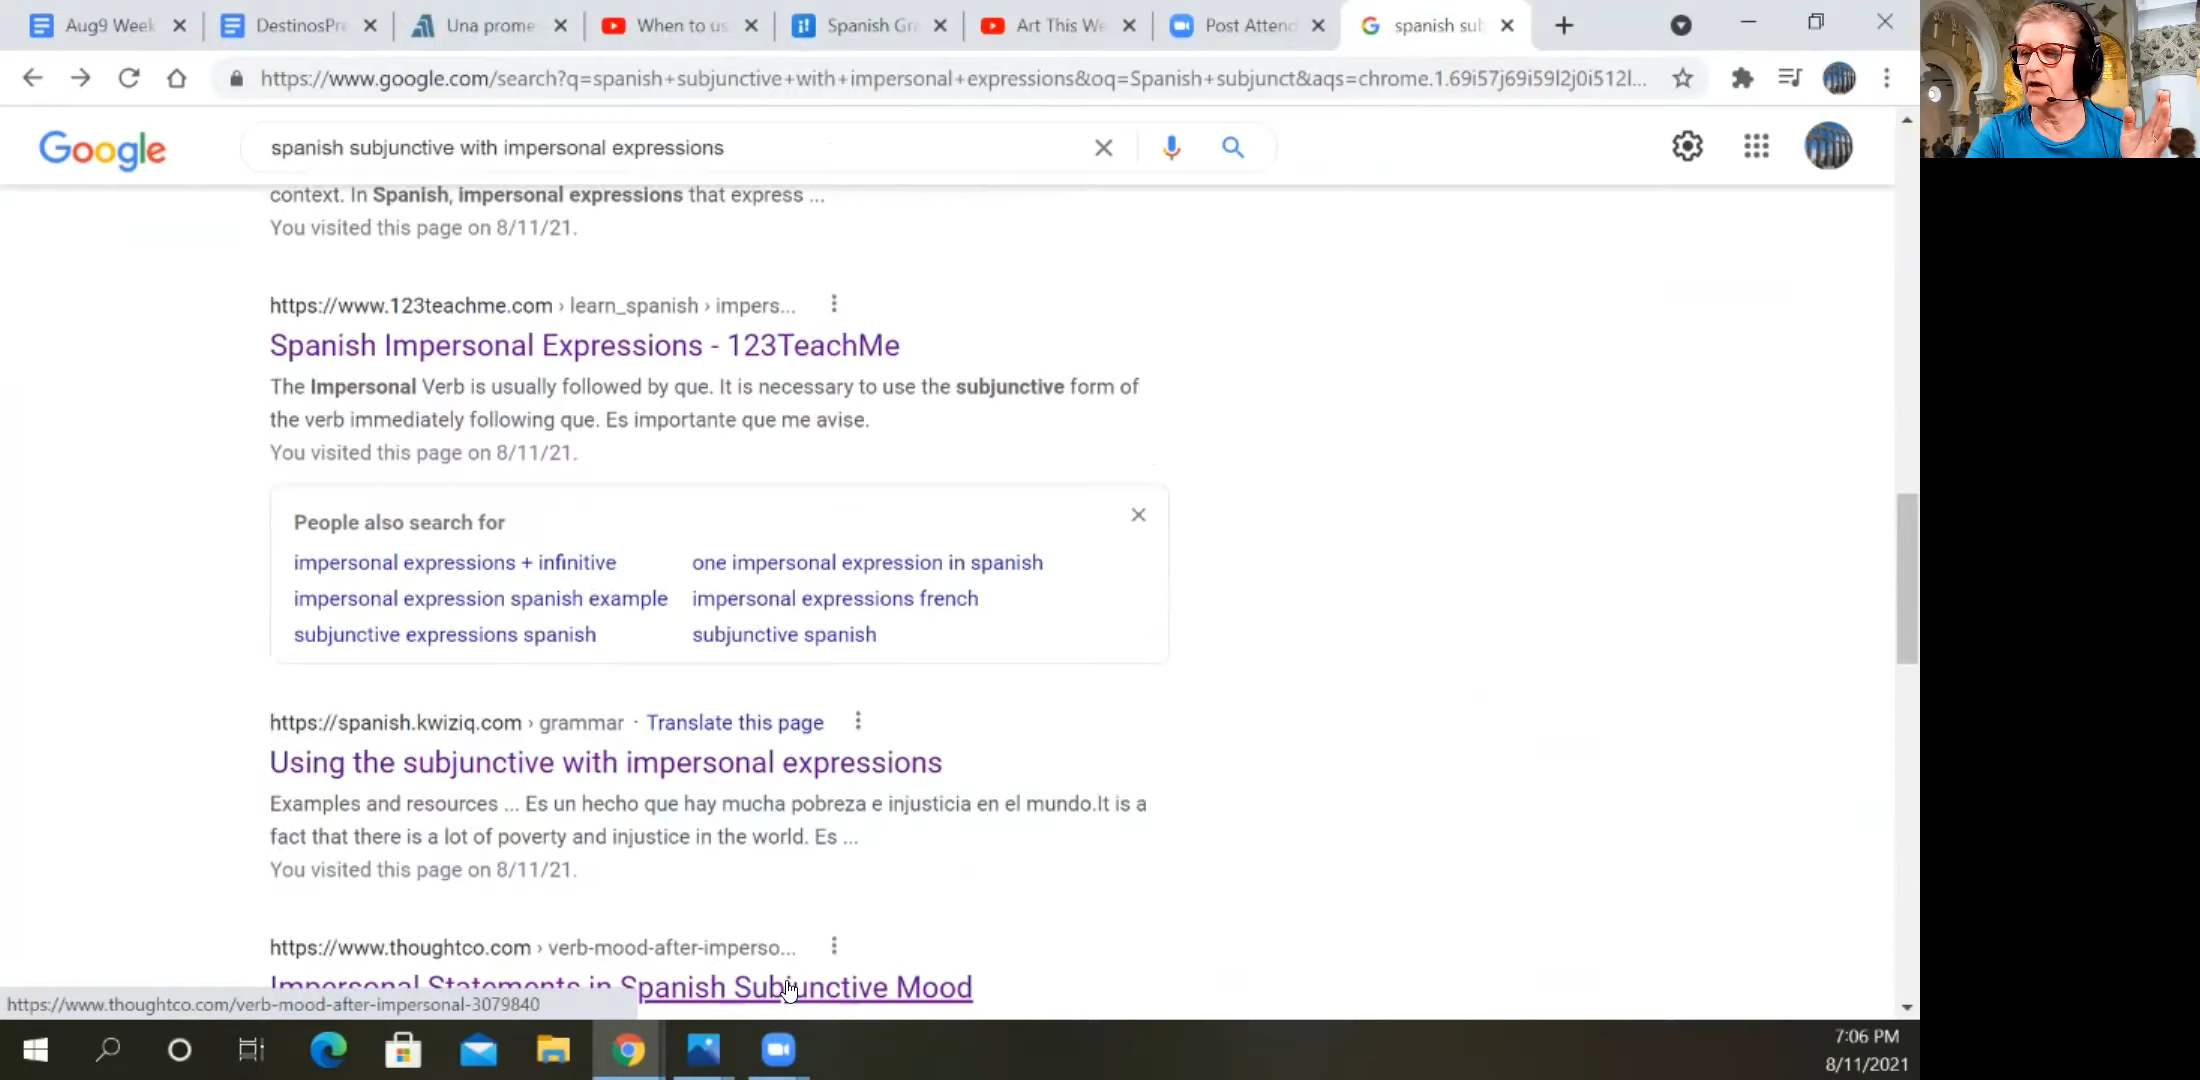 Aug9 Week
DestinosPre
Una prome
When to us
Spanish Gra
Art This We
Post Attend
spanish sub
https://www.google.com/search?q=spanish+subjunctive+with+impersonal+expressions&oq=Spanish+subjunct&aqs=chrome.1.69i57j69i59l2j0i512l...
Google
spanish subjunctive with impersonal expressions
context. In Spanish, impersonal expressions that express ...
You visited this page on 8/11/21.
https://www.123teachme.com › learn_spanish › impers...
Spanish Impersonal Expressions - 123TeachMe
The Impersonal Verb is usually followed by que. It is necessary to use the subjunctive form of
the verb immediately following que. Es importante que me avise.
You visited this page on 8/11/21.
People also search for
impersonal expressions + infinitive
one impersonal expression in spanish
impersonal expression spanish example
impersonal expressions french
subjunctive expressions spanish
subjunctive spanish
https://spanish.kwiziq.com › grammar · Translate this page
Using the subjunctive with impersonal expressions
Examples and resources ... Es un hecho que hay mucha pobreza e injusticia en el mundo.It is a
fact that there is a lot of poverty and injustice in the world. Es ...
You visited this page on 8/11/21.
https://www.thoughtco.com › verb-mood-after-imperso...
Impersonal Statements in Spanish Subjunctive Mood
https://www.thoughtco.com/verb-mood-after-impersonal-3079840
7:06 PM
8/11/2021